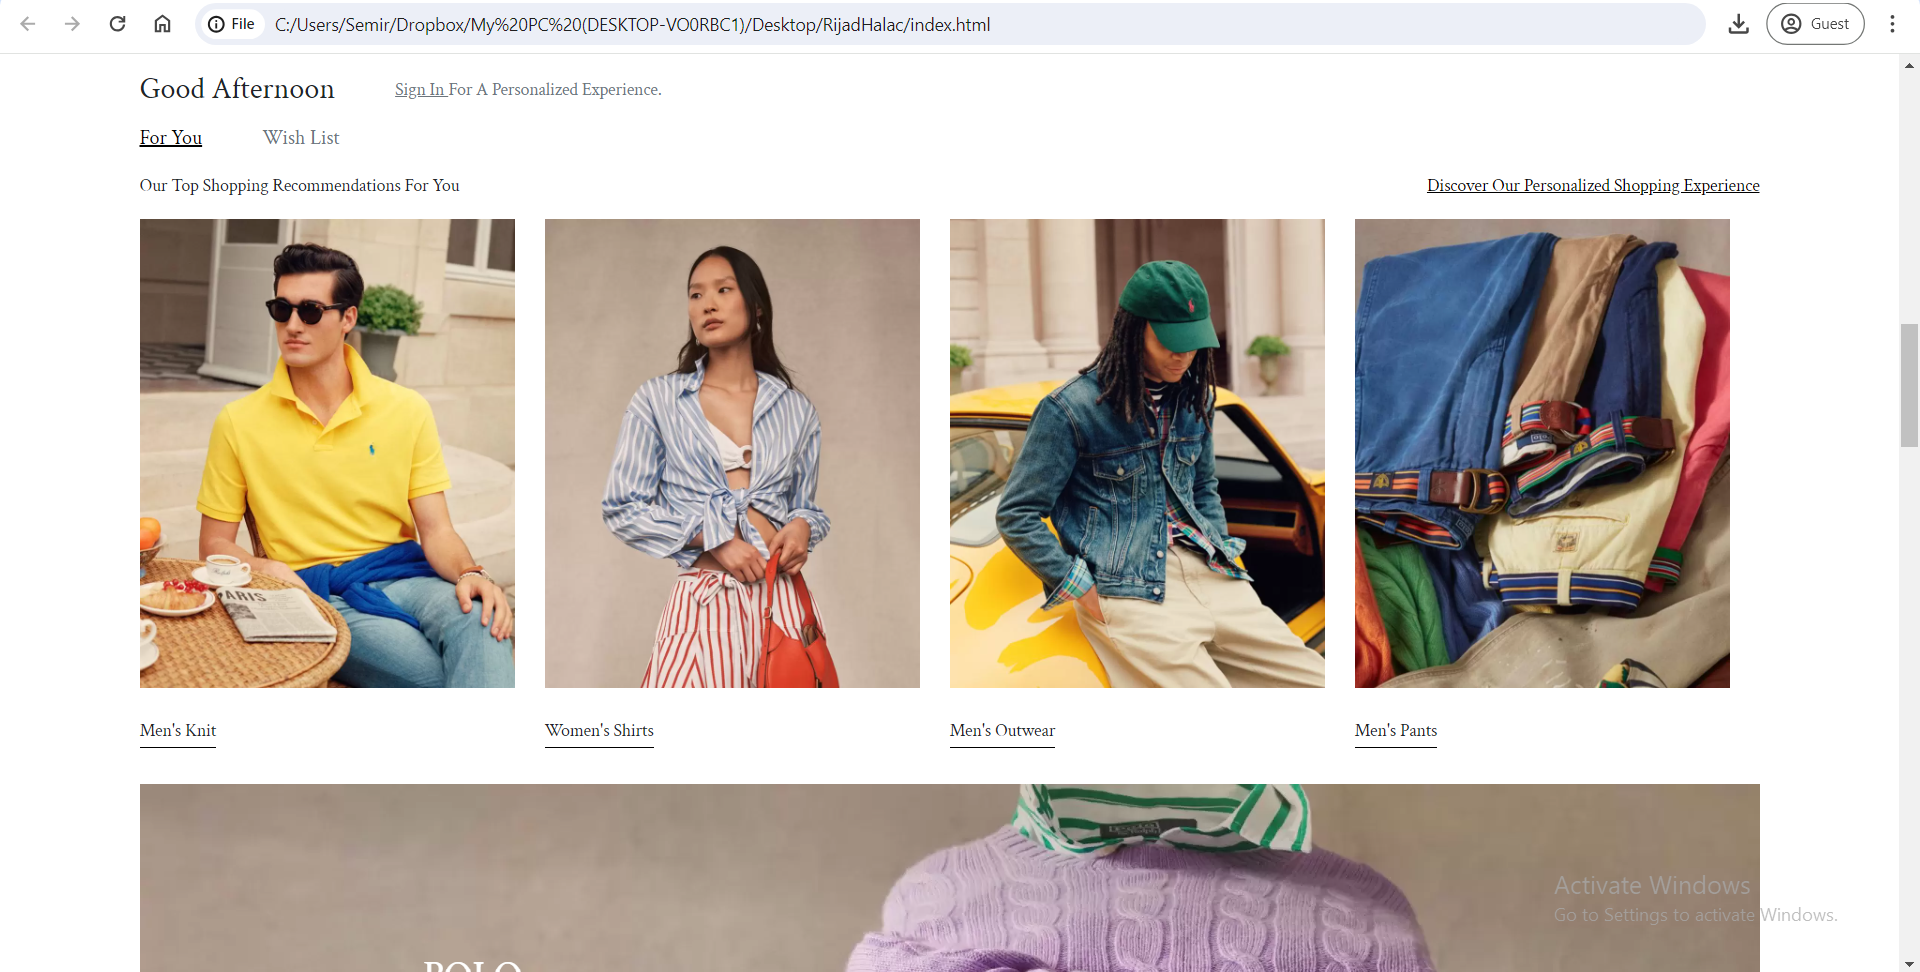 File C:/Users/Semir/Dropbox/My%20PC%20(DESKTOP-VO0RBC1)/Desktop/RijadHalac/index.html Guest
Good Afternoon Sign In For A Personalized Experience.
For You Wish List
Our Top Shopping Recommendations For You Discover Our Personalized Shopping Experience
PARIS
Men's Knit Women's Shirts Men's Outwear Men's Pants
Activate Windows
Go to Settings to activate Windows.
POLO